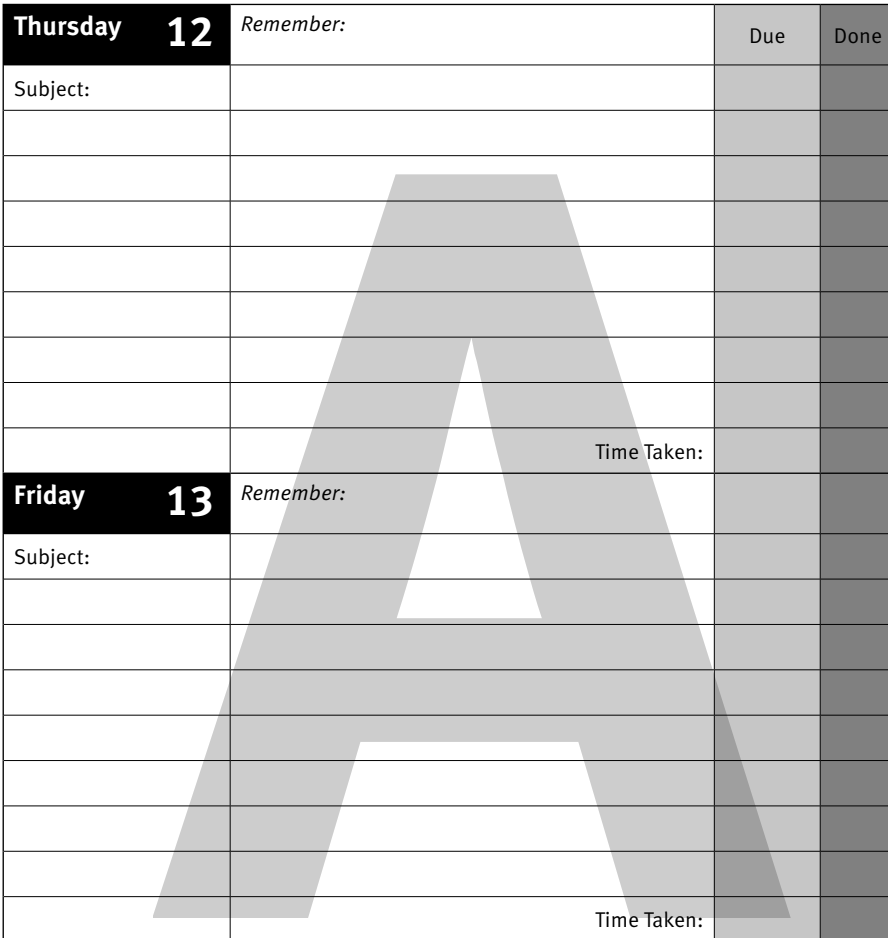 Thursday 12 Remember: Due Done
Subject:
Time Taken:
Friday 13 Remember:
Subject:
Time Taken:
A